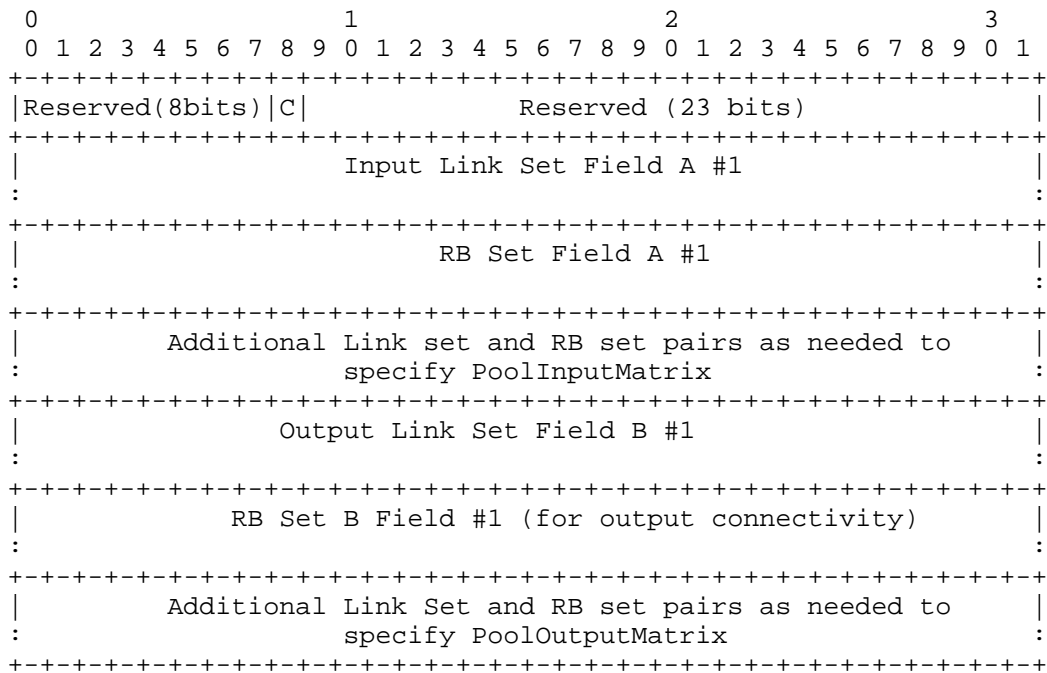 0                   1                   2                   3
 0 1 2 3 4 5 6 7 8 9 0 1 2 3 4 5 6 7 8 9 0 1 2 3 4 5 6 7 8 9 0 1
+-+-+-+-+-+-+-+-+-+-+-+-+-+-+-+-+-+-+-+-+-+-+-+-+-+-+-+-+-+-+-+-+
|Reserved(8bits)|C|             Reserved (23 bits)              |
+-+-+-+-+-+-+-+-+-+-+-+-+-+-+-+-+-+-+-+-+-+-+-+-+-+-+-+-+-+-+-+-+
|                    Input Link Set Field A #1                  |
:                                                               :
+-+-+-+-+-+-+-+-+-+-+-+-+-+-+-+-+-+-+-+-+-+-+-+-+-+-+-+-+-+-+-+-+
|                          RB Set Field A #1                    |
:                                                               :
+-+-+-+-+-+-+-+-+-+-+-+-+-+-+-+-+-+-+-+-+-+-+-+-+-+-+-+-+-+-+-+-+
|         Additional Link set and RB set pairs as needed to     |
:                    specify PoolInputMatrix                    :
+-+-+-+-+-+-+-+-+-+-+-+-+-+-+-+-+-+-+-+-+-+-+-+-+-+-+-+-+-+-+-+-+
|                Output Link Set Field B #1                     |
:                                                               :
+-+-+-+-+-+-+-+-+-+-+-+-+-+-+-+-+-+-+-+-+-+-+-+-+-+-+-+-+-+-+-+-+
|             RB Set B Field #1 (for output connectivity)       |
:                                                               :
+-+-+-+-+-+-+-+-+-+-+-+-+-+-+-+-+-+-+-+-+-+-+-+-+-+-+-+-+-+-+-+-+
|         Additional Link Set and RB set pairs as needed to     |
:                    specify PoolOutputMatrix                   :
+-+-+-+-+-+-+-+-+-+-+-+-+-+-+-+-+-+-+-+-+-+-+-+-+-+-+-+-+-+-+-+-+